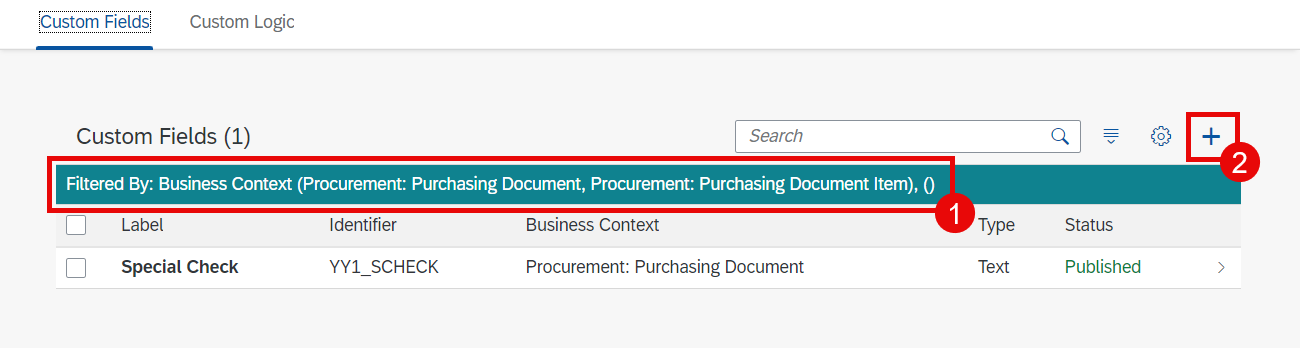 Custom Fields Custom Logic
Custom Fields (1) Search
2
Filtered By: Business Context (Procurement: Purchasing Document, Procurement: Purchasing Document Item), ()
1
Label Identifier Business Context Type Status
Special Check YY1_SCHECK Procurement: Purchasing Document Text Published